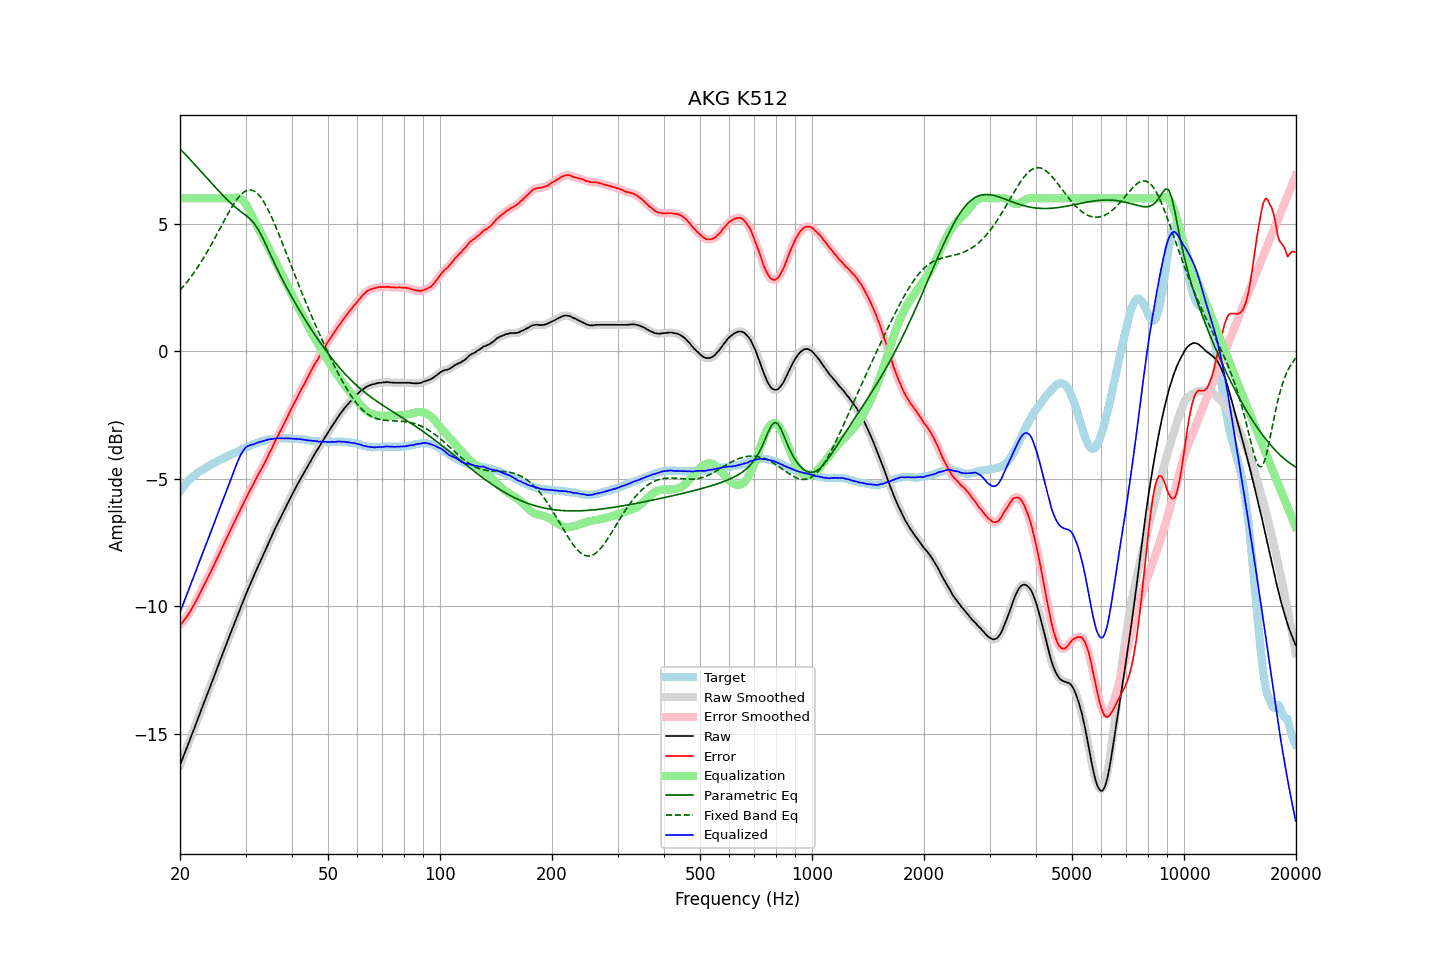 AKG K512
Amplitude (dBr)
5
0
−5
−10
−15
20
50
100
200
500
1000
2000
5000
10000
20000
Frequency (Hz)
Target
Raw Smoothed
Error Smoothed
Raw
Error
Equalization
Parametric Eq
Fixed Band Eq
Equalized